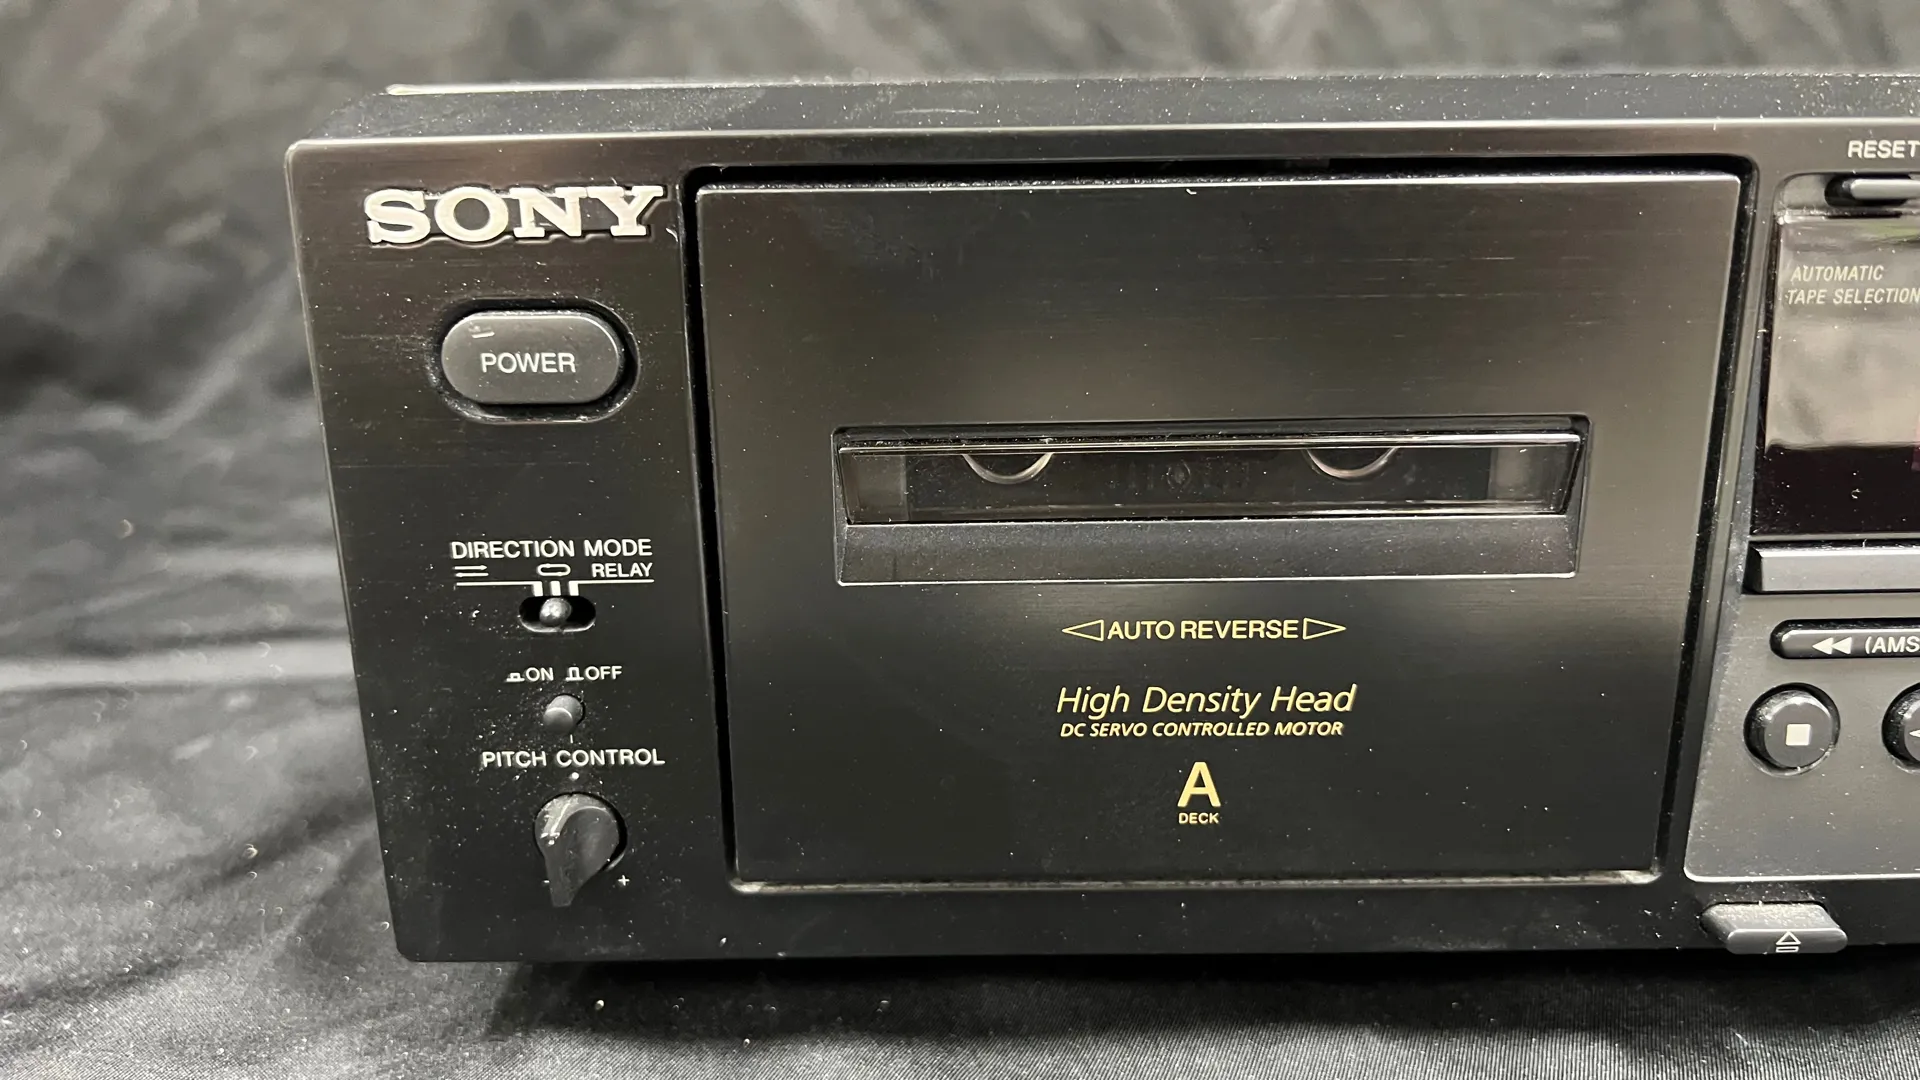 SONY
POWER
DIRECTION MODE
RELAY
ON OFF
PITCH CONTROL
- +
AUTO REVERSE
High Density Head
DC SERVO CONTROLLED MOTOR
A
DECK
RESET
AUTOMATIC
TAPE SELECTION
(AMS